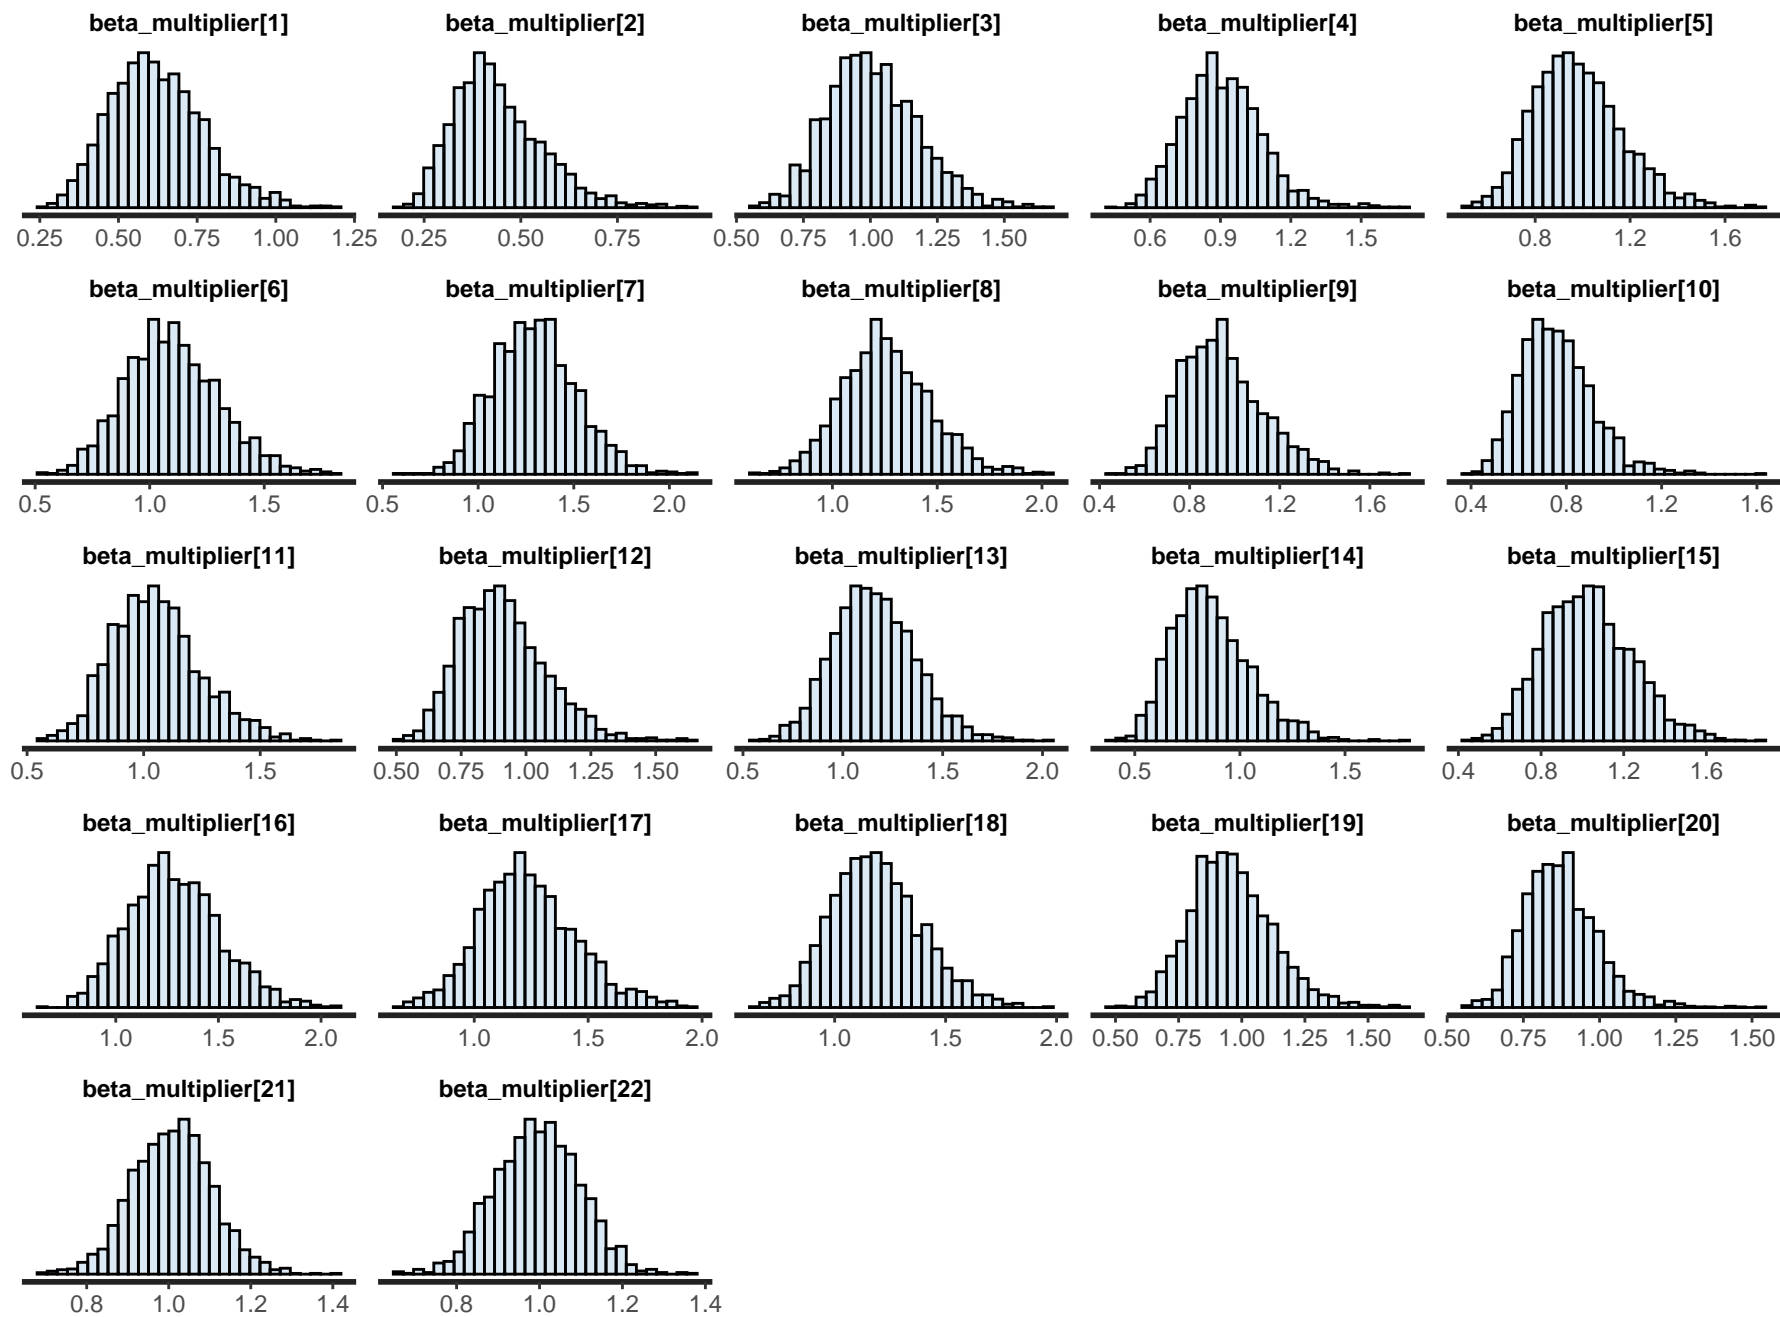 beta_multiplier[1] beta_multiplier[2] beta_multiplier[3] beta_multiplier[4] beta_multiplier[5]
0.25 0.50 0.75 1.00 1.25 0.25 0.50 0.75 0.50 0.75 1.00 1.25 1.50 0.6 0.9 1.2 1.5 0.8 1.2 1.6
beta_multiplier[6] beta_multiplier[7] beta_multiplier[8] beta_multiplier[9] beta_multiplier[10]
0.5 1.0 1.5 0.5 1.0 1.5 2.0 1.0 1.5 2.0 0.4 0.8 1.2 1.6 0.4 0.8 1.2 1.6
beta_multiplier[11] beta_multiplier[12] beta_multiplier[13] beta_multiplier[14] beta_multiplier[15]
0.5 1.0 1.5 0.50 0.75 1.00 1.25 1.50 0.5 1.0 1.5 2.0 0.5 1.0 1.5 0.4 0.8 1.2 1.6
beta_multiplier[16] beta_multiplier[17] beta_multiplier[18] beta_multiplier[19] beta_multiplier[20]
1.0 1.5 2.0 1.0 1.5 2.0 1.0 1.5 2.0 0.50 0.75 1.00 1.25 1.50 0.50 0.75 1.00 1.25 1.50
beta_multiplier[21] beta_multiplier[22]
0.8 1.0 1.2 1.4 0.8 1.0 1.2 1.4